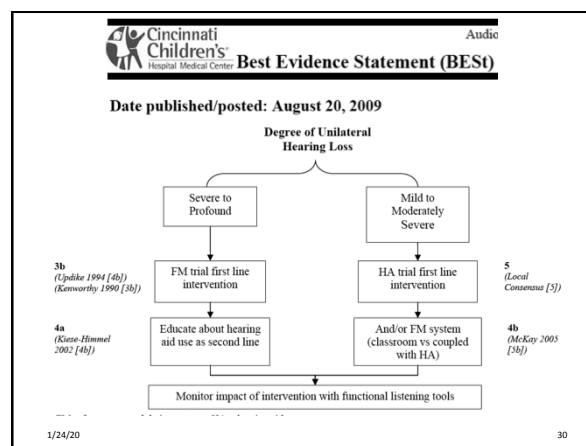 Cincinnati
Children's
Hospital Medical Center
Audio
Best Evidence Statement (BESt)
Date published/posted: August 20, 2009
Degree of Unilateral
Hearing Loss
Severe to
Profound
Mild to
Moderately
Severe
3b
(Updike 1994 [4b])
(Kenworthy 1990 [3b])
FM trial first line
intervention
HA trial first line
intervention
5
(Local
Consensus [5])
4a
(Kiese-Himmel
2002 [4b])
Educate about hearing
aid use as second line
And/or FM system
(classroom vs coupled
with HA)
4b
(McKay 2005
[5b])
Monitor impact of intervention with functional listening tools
1/24/20
30